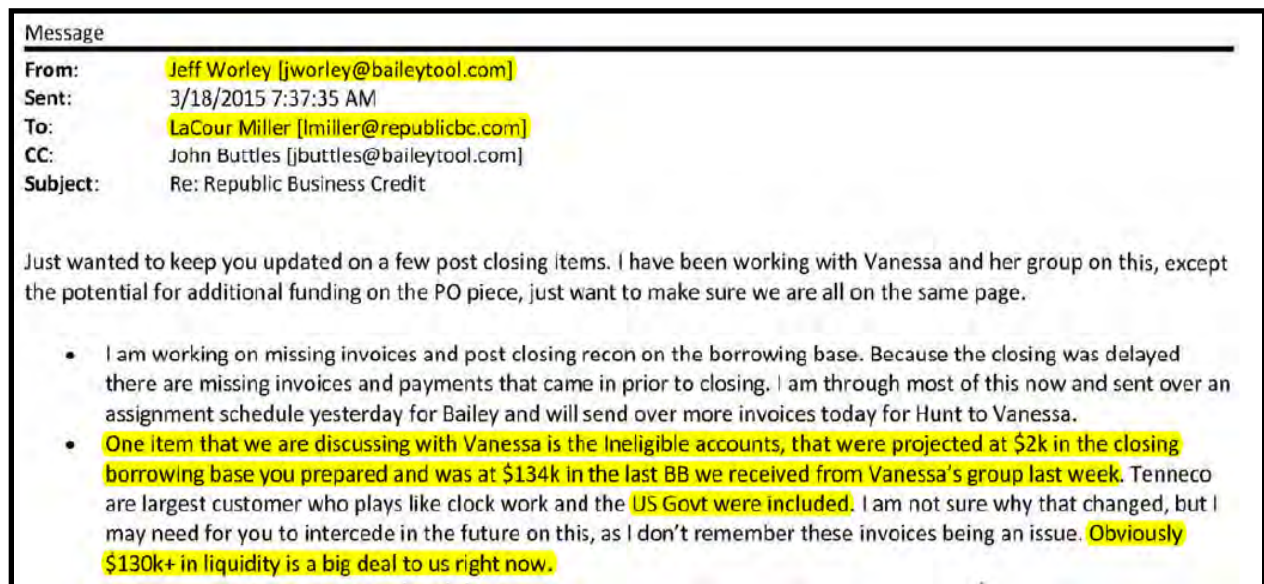 Message
From: Jeff Worley [jworley@baileytool.com]
Sent: 3/18/2015 7:37:35 AM
To: LaCour Miller [lmiller@republicbc.com]
CC: John Buttles [jbuttles@baileytool.com]
Subject: Re: Republic Business Credit
Just wanted to keep you updated on a few post closing items. I have been working with Vanessa and her group on this, except
the potential for additional funding on the PO piece, just want to make sure we are all on the same page.
• I am working on missing invoices and post closing recon on the borrowing base. Because the closing was delayed
there are missing invoices and payments that came in prior to closing. I am through most of this now and sent over an
assignment schedule yesterday for Bailey and will send over more invoices today for Hunt to Vanessa.
• One item that we are discussing with Vanessa is the Ineligible accounts, that were projected at $2k in the closing
borrowing base you prepared and was at $134k in the last BB we received from Vanessa's group last week. Tenneco
are largest customer who plays like clock work and the US Govt were included. I am not sure why that changed, but I
may need for you to intercede in the future on this, as I don't remember these invoices being an issue. Obviously
$130k+ in liquidity is a big deal to us right now.